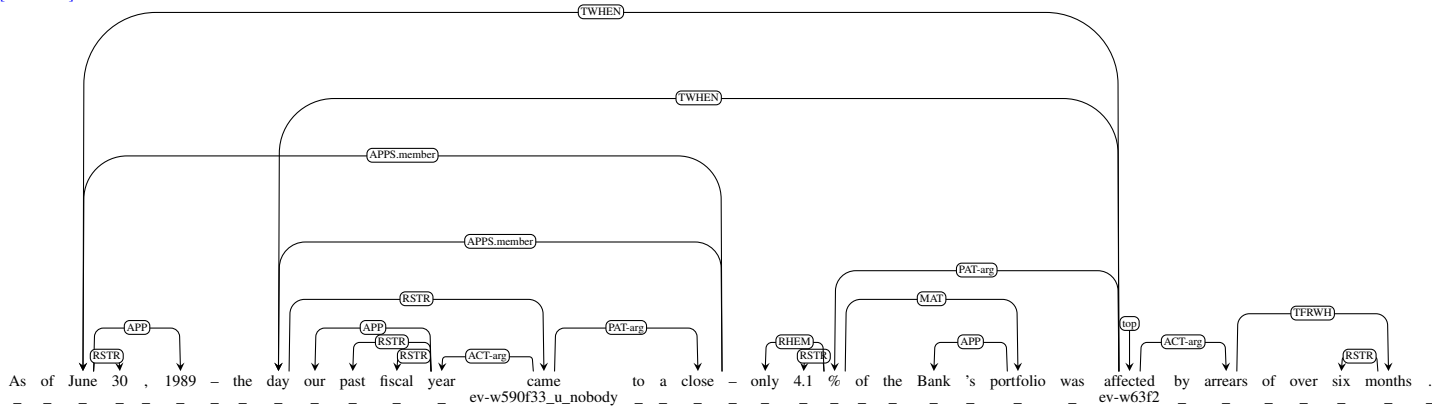 TWHEN
TWHEN
APPS.member
APPS.member
PAT-arg
RSTR MAT
APP PAT-arg TFRWH
APP top
RSTR RHEM APP ACT-arg
RSTR RSTR ACT-arg RSTR RSTR
As of June 30 , 1989 – the day our past fiscal year came to a close – only 4.1 % of the Bank 's portfolio was affected by arrears of over six months .
_ _ _ _ _ _ _ _ _ _ _ _ _ ev-w590f33_u_nobody _ _ _ _ _ _ _ _ _ _ _ _ _ ev-w63f2 _ _ _ _ _ _ _